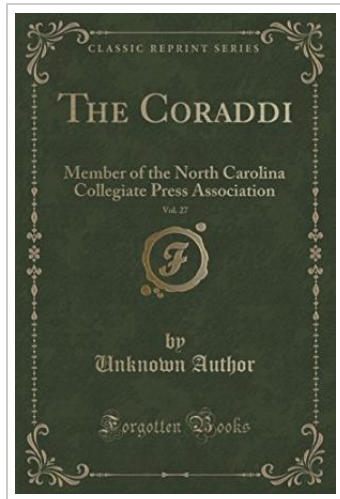 CLASSIC REPRINT SERIES
THE CORADDI
Member of the North Carolina
Collegiate Press Association
Vol. 27
F
by
Unknown Author
Forgotten Books